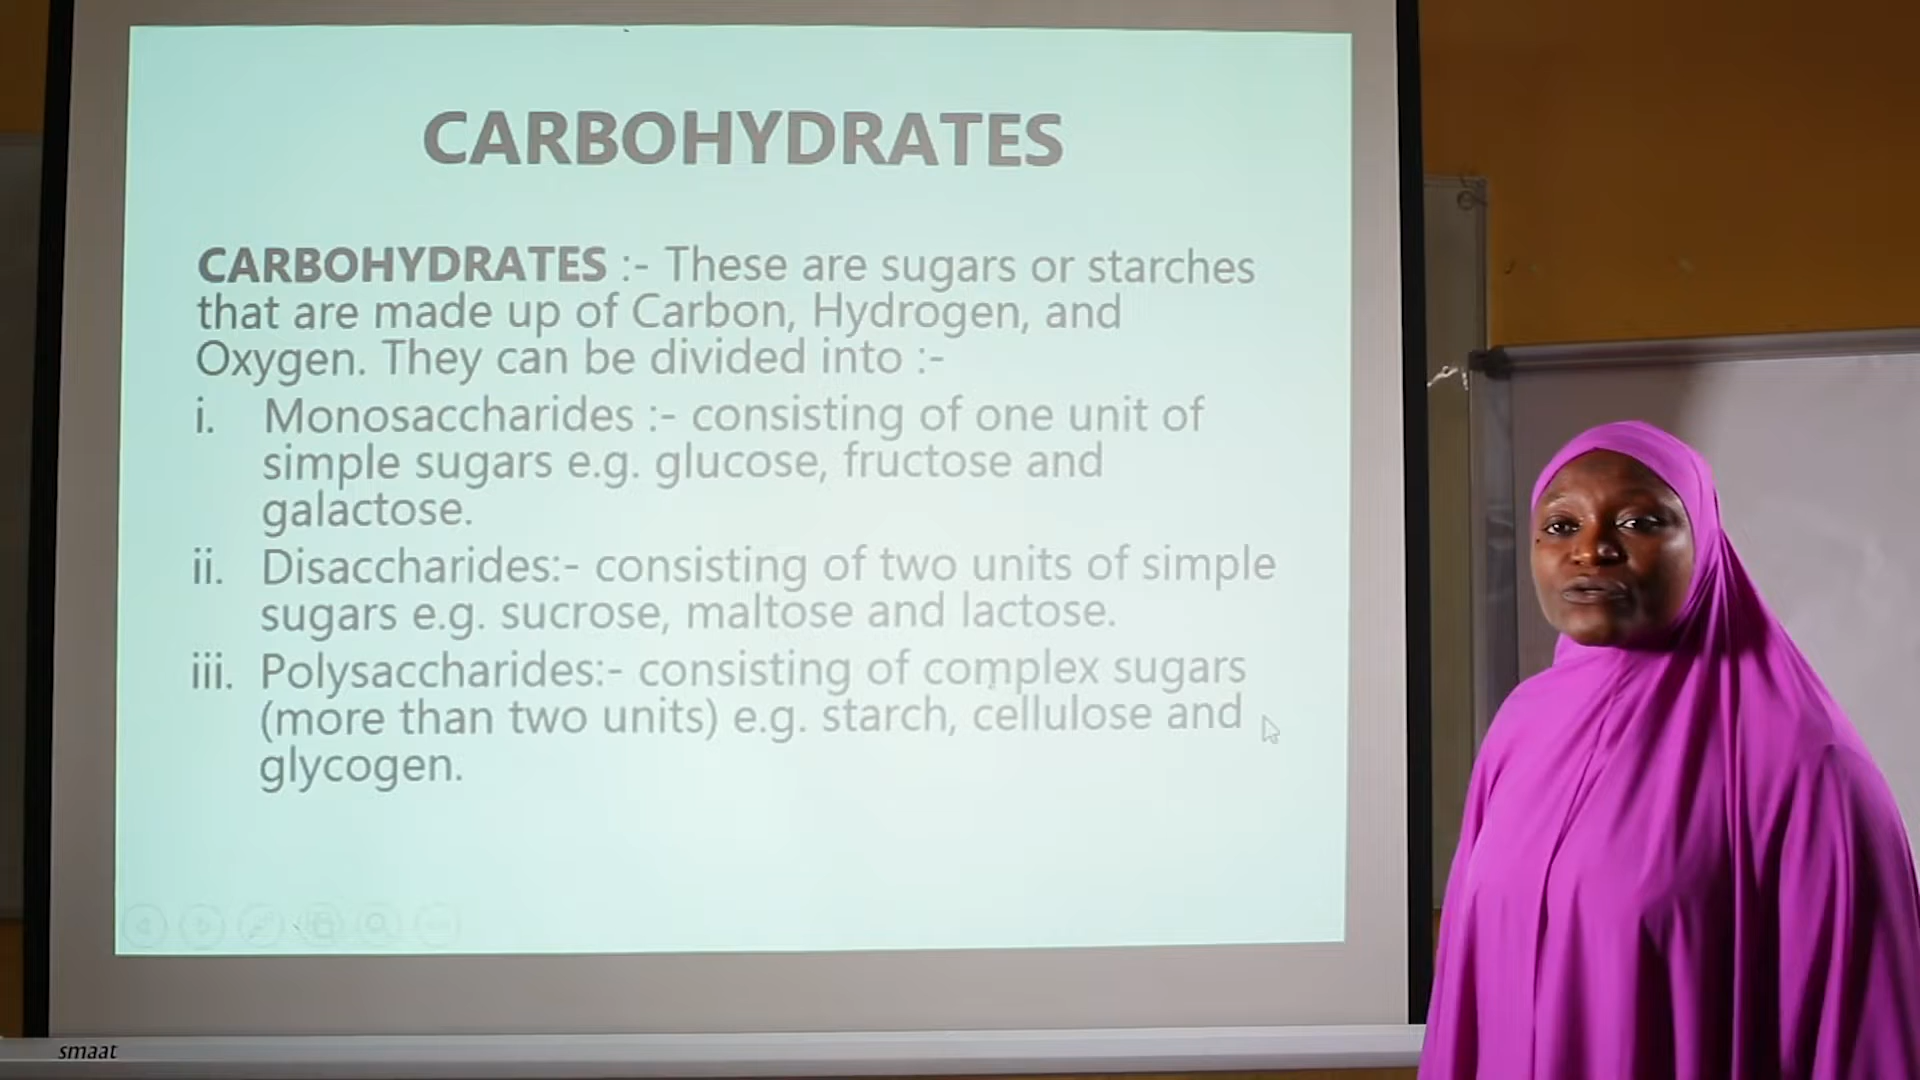 CARBOHYDRATES
CARBOHYDRATES :- These are sugars or starches
that are made up of Carbon, Hydrogen, and
Oxygen. They can be divided into :-
i. Monosaccharides :- consisting of one unit of
simple sugars e.g. glucose, fructose and
galactose.
ii. Disaccharides:- consisting of two units of simple
sugars e.g. sucrose, maltose and lactose.
iii. Polysaccharides:- consisting of complex sugars
(more than two units) e.g. starch, cellulose and
glycogen.
smaat